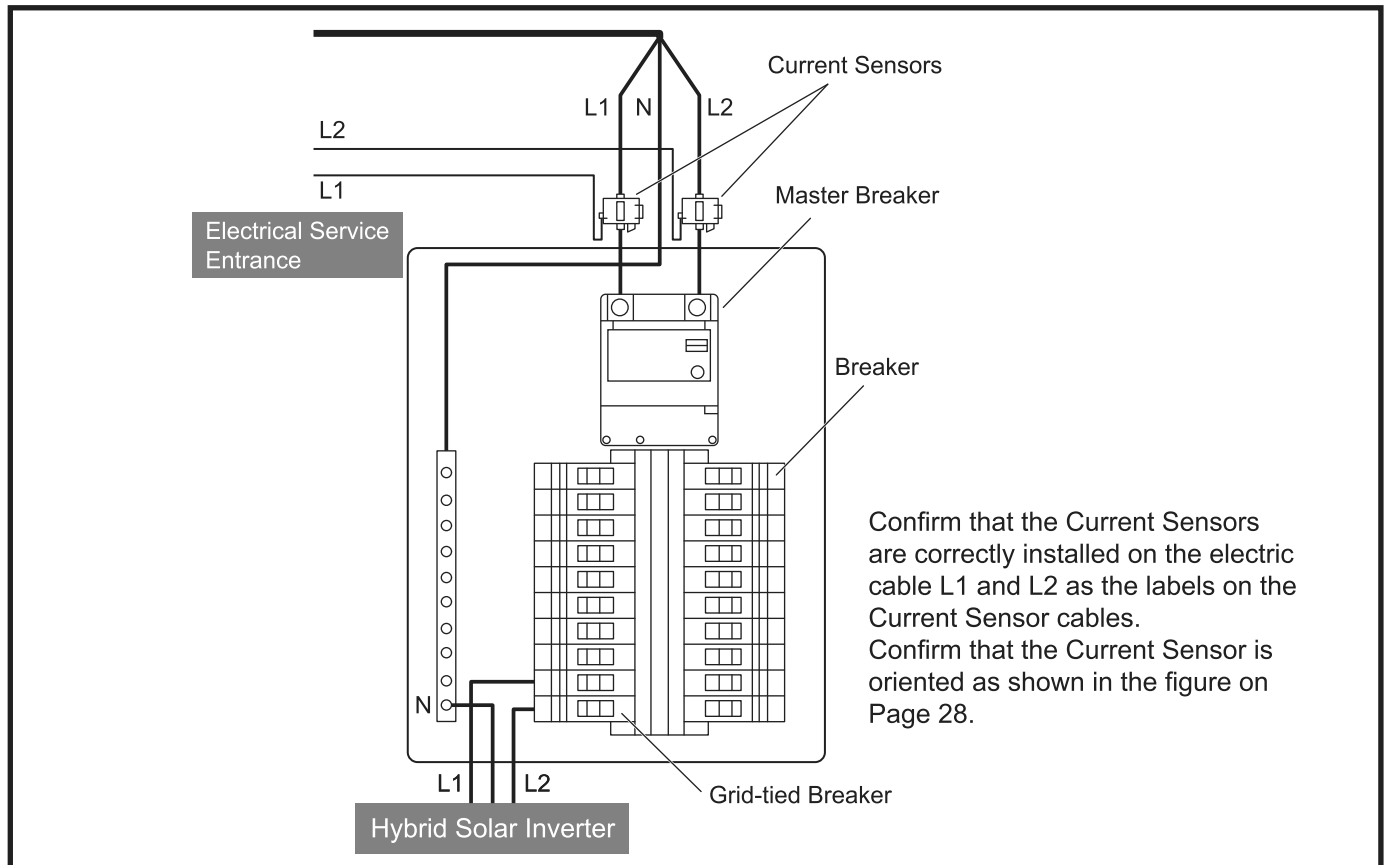 Current Sensors
L1
N
L2
L2
L1
Master Breaker
Electrical Service
Entrance
Breaker
Confirm that the Current Sensors
are correctly installed on the electric
cable L1 and L2 as the labels on the
Current Sensor cables.
Confirm that the Current Sensor is
oriented as shown in the figure on
Page 28.
N
L1
L2
Grid-tied Breaker
Hybrid Solar Inverter